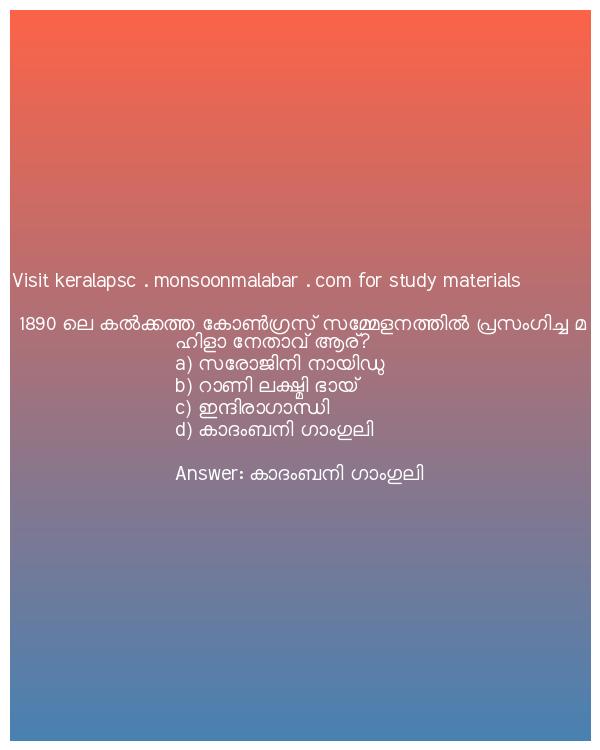 Visit keralapsc . monsoonmalabar . com for study materials
1890 ലെ കൽക്കത്ത കോൺഗ്രസ് സമ്മേളനത്തിൽ പ്രസംഗിച്ച മ
ഹിളാ നേതാവ് ആര്?
a) സരോജിനി നായിഡു
b) റാണി ലക്ഷ്മി ഭായ്
c) ഇന്ദിരാഗാന്ധി
d) കാദംബനി ഗാംഗുലി
Answer: കാദംബനി ഗാംഗുലി